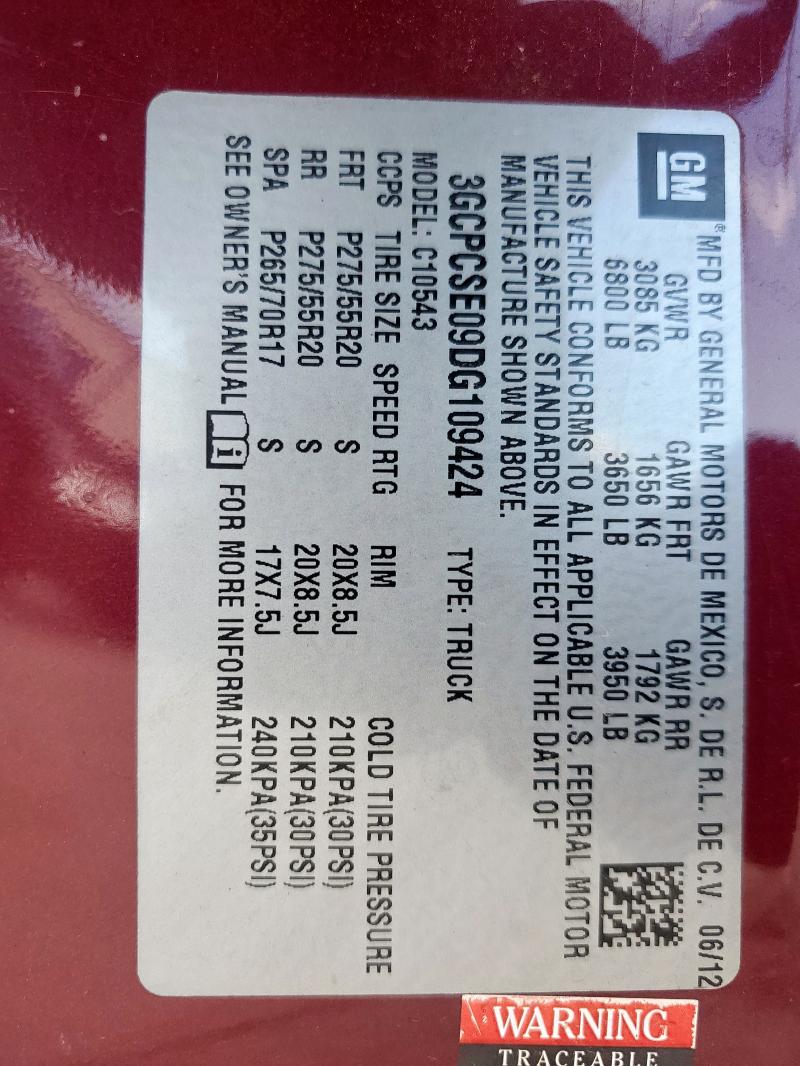 GM® MFD BY GENERAL MOTORS DE MEXICO, S. DE R.L. DE C.V. 06/12
GVWR GAWR FRT GAWR RR
3085 KG 1656 KG 1792 KG
6800 LB 3650 LB 3950 LB
THIS VEHICLE CONFORMS TO ALL APPLICABLE U.S. FEDERAL MOTOR
VEHICLE SAFETY STANDARDS IN EFFECT ON THE DATE OF
MANUFACTURE SHOWN ABOVE.
3GCPCSE09DG109424 TYPE: TRUCK
MODEL: C10543
CCPS TIRE SIZE SPEED RTG RIM COLD TIRE PRESSURE
FRT P275/55R20 S 20X8.5J 210KPA(30PSI)
RR P275/55R20 S 20X8.5J 210KPA(30PSI)
SPA P265/70R17 S 17X7.5J 240KPA(35PSI)
SEE OWNER'S MANUAL i FOR MORE INFORMATION.
WARNING
TRACEABLE